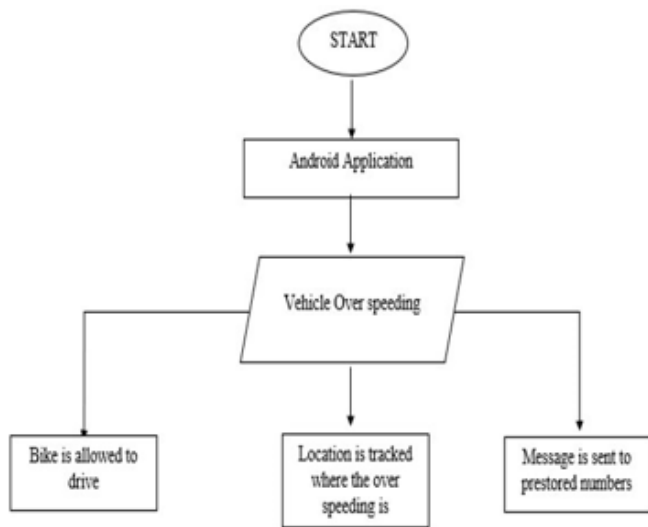 START
Android Application
Vehicle Over speeding
Bike is allowed to
drive
Location is tracked
where the over
speeding is
Message is sent to
prestored numbers